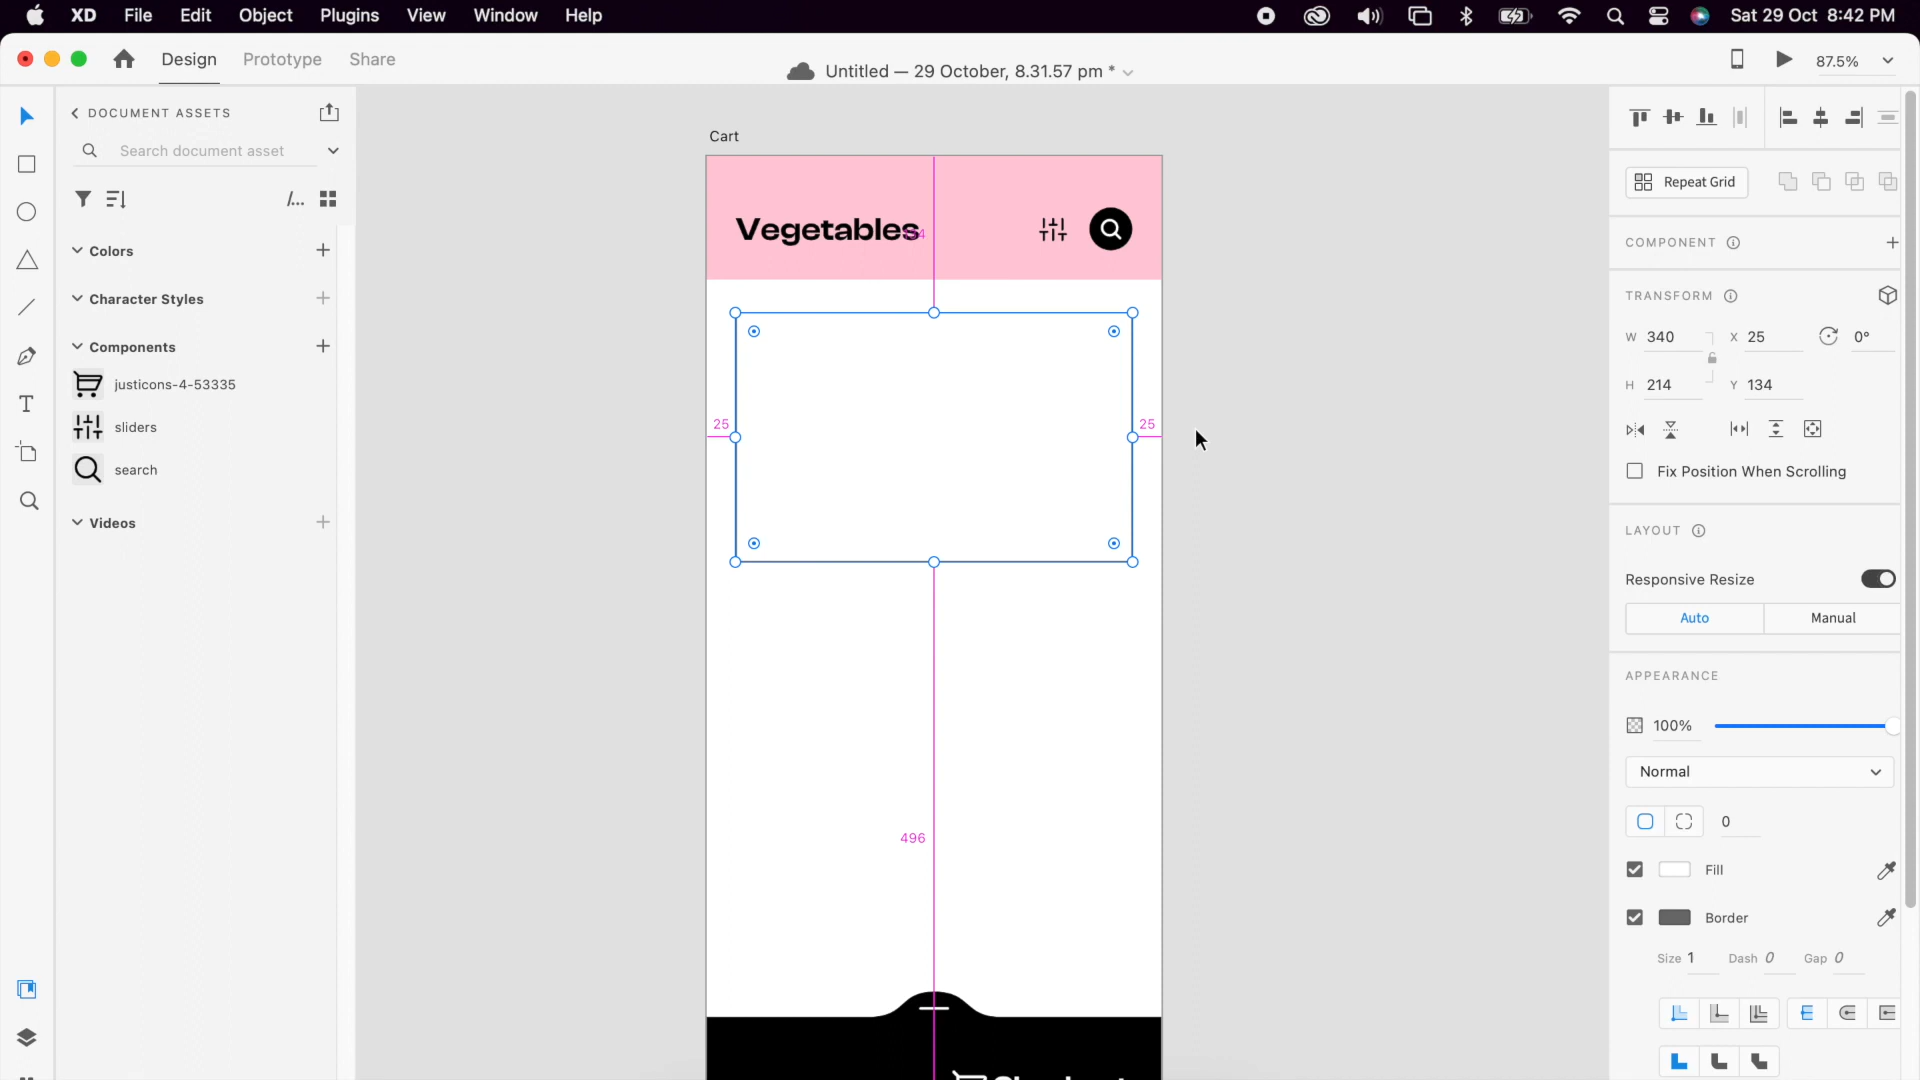 XD File Edit Object Plugins View Window Help Sat 29 Oct 8:42 PM
Design Prototype Share
Untitled — 29 October, 8.31.57 pm *
87.5%
DOCUMENT ASSETS
Search document asset
/...
Colors
Character Styles
Components
justicons-4-53335
sliders
search
Videos
Cart
Vegetables
25
25
496
Repeat Grid
COMPONENT
TRANSFORM
W 340 X 25 0°
H 214 Y 134
Fix Position When Scrolling
LAYOUT
Responsive Resize
Auto Manual
APPEARANCE
100%
Normal
0
Fill
Border
Size 1 Dash 0 Gap 0